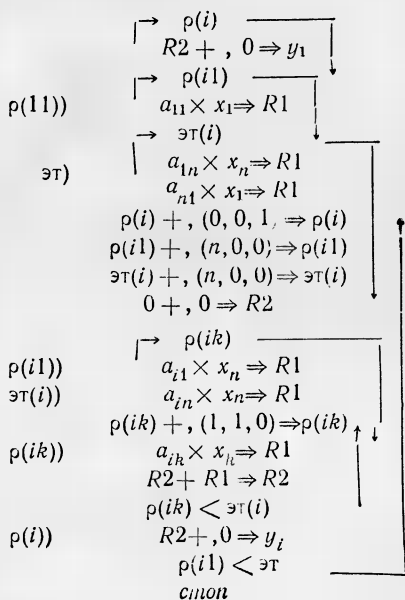 р(i)
R2 + , 0 ⇒ y₁
р(i1)
р(11)) a₁₁ × x₁ ⇒ R1
эт(i)
эт) a₁ₙ × xₙ ⇒ R1
aₙ₁ × x₁ ⇒ R1
р(i) + , (0, 0, 1, ⇒ р(i)
р(i1) + , (n, 0, 0) ⇒ р(i1)
эт(i) + , (n, 0, 0) ⇒ эт(i)
0 + , 0 ⇒ R2
р(ik)
р(i1)) aᵢ₁ × xₙ ⇒ R1
эт(i)) aᵢₙ × xₙ ⇒ R1
р(ik) + , (1, 1, 0) ⇒ р(ik)
р(ik)) aᵢₖ × xₖ ⇒ R1
R2 + R1 ⇒ R2
р(ik) < эт(i)
р(i)) R2 + , 0 ⇒ yᵢ
р(i1) < эт
стоп